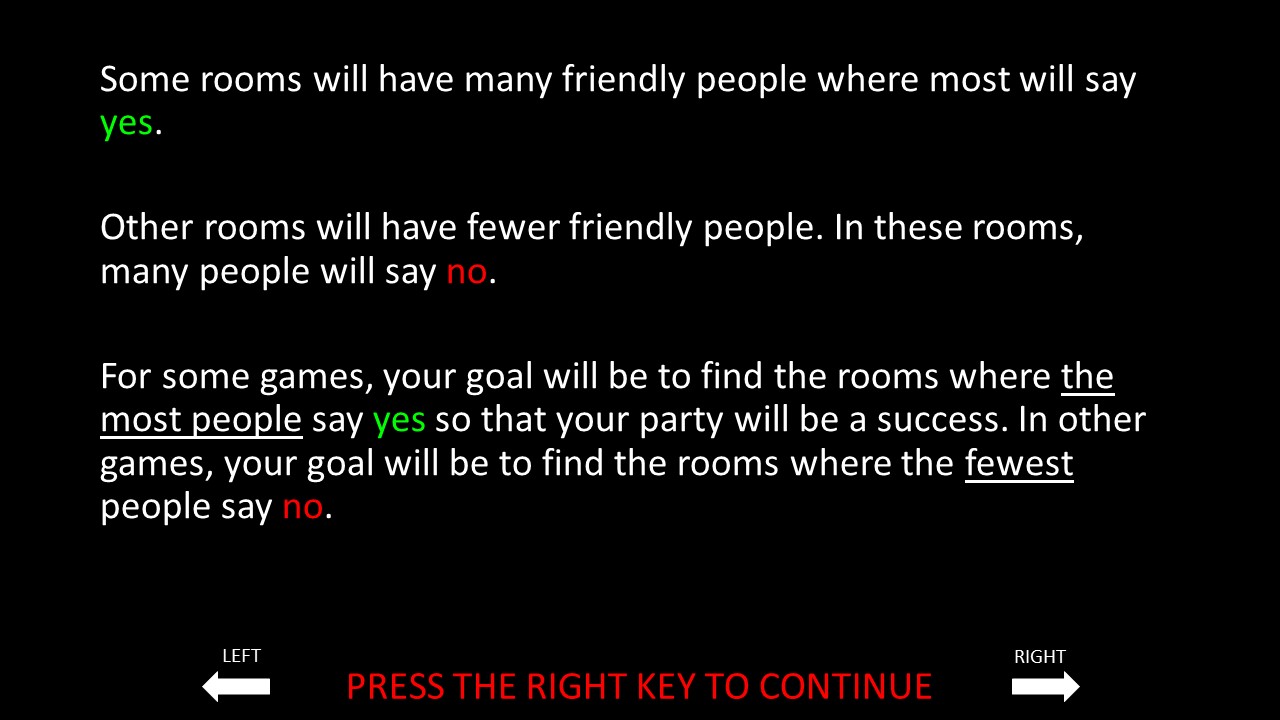 Some rooms will have many friendly people where most will say
yes.
Other rooms will have fewer friendly people. In these rooms,
many people will say no.
For some games, your goal will be to find the rooms where the
most people say yes so that your party will be a success. In other
games, your goal will be to find the rooms where the fewest
people say no.
LEFT
RIGHT
PRESS THE RIGHT KEY TO CONTINUE